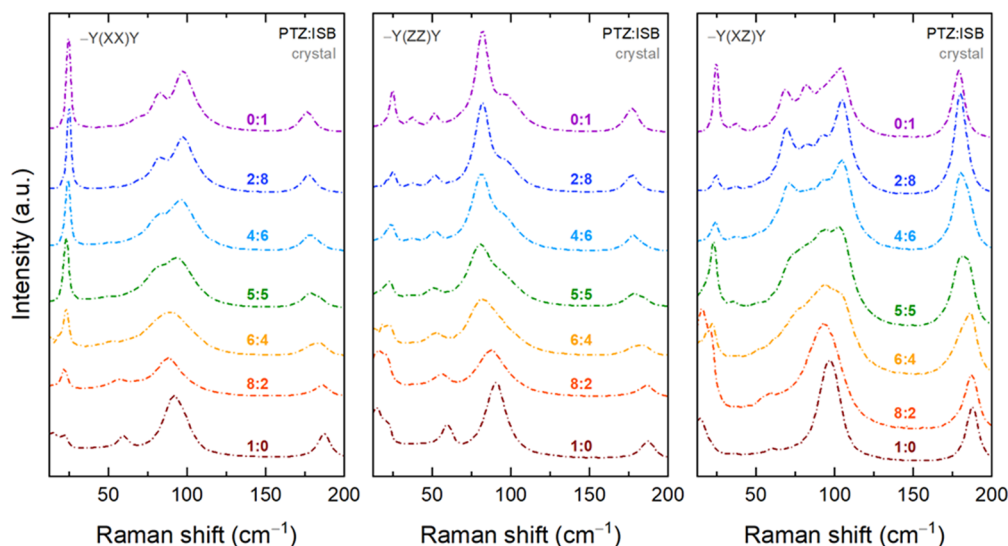 Intensity (a.u.)
−Y(XX)Y
PTZ:ISB
crystal
0:1
2:8
4:6
5:5
6:4
8:2
1:0
50
100
150
200
Raman shift (cm−1)
−Y(ZZ)Y
PTZ:ISB
crystal
0:1
2:8
4:6
5:5
6:4
8:2
1:0
50
100
150
200
Raman shift (cm−1)
−Y(XZ)Y
PTZ:ISB
crystal
0:1
2:8
4:6
5:5
6:4
8:2
1:0
50
100
150
200
Raman shift (cm−1)